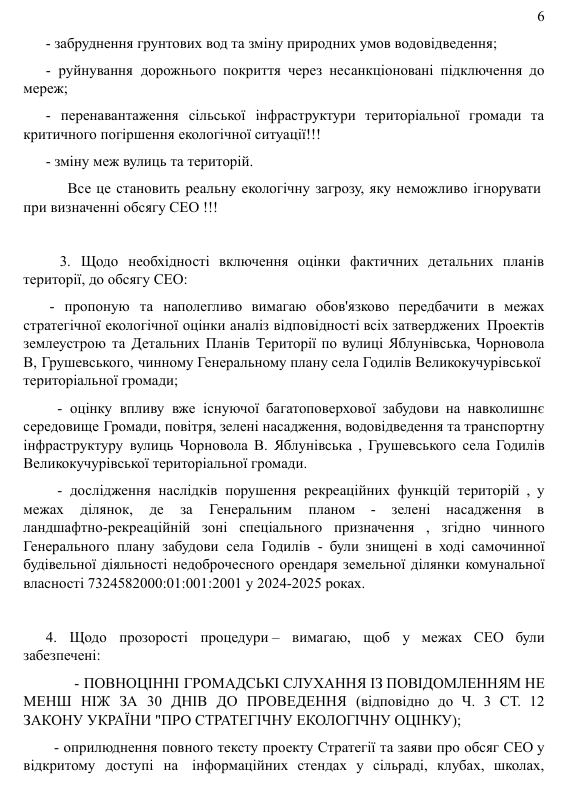 6
- забруднення грунтових вод та зміну природних умов водовідведення;
- руйнування дорожнього покриття через несанкціоновані підключення до
мереж;
- перенавантаження сільської інфраструктури територіальної громади та
критичного погіршення екологічної ситуації!!!
- зміну меж вулиць та територій.
Все це становить реальну екологічну загрозу, яку неможливо ігнорувати
при визначенні обсягу СЕО !!!
3. Щодо необхідності включення оцінки фактичних детальних планів
території, до обсягу СЕО:
- пропоную та наполегливо вимагаю обов'язково передбачити в межах
стратегічної екологічної оцінки аналіз відповідності всіх затверджених Проектів
землеустрою та Детальних Планів Території по вулиці Яблунівська, Чорновола
В, Грушевського, чинному Генеральному плану села Годилів Великокучурівської
територіальної громади;
- оцінку впливу вже існуючої багатоповерхової забудови на навколишнє
середовище Громади, повітря, зелені насадження, водовідведення та транспортну
інфраструктуру вулиць Чорновола В. Яблунівська , Грушевського села Годилів
Великокучурівської територіальної громади.
- дослідження наслідків порушення рекреаційних функцій територій , у
межах ділянок, де за Генеральним планом - зелені насадження в
ландшафтно-рекреаційній зоні спеціального призначення , згідно чинного
Генерального плану забудови села Годилів - були знищені в ході самочинної
будівельної діяльності недоброчесного орендаря земельної ділянки комунальної
власності 7324582000:01:001:2001 у 2024-2025 роках.
4. Щодо прозорості процедури – вимагаю, щоб у межах СЕО були
забезпечені:
- ПОВНОЦІННІ ГРОМАДСЬКІ СЛУХАННЯ ІЗ ПОВІДОМЛЕННЯМ НЕ
МЕНШ НІЖ ЗА 30 ДНІВ ДО ПРОВЕДЕННЯ (відповідно до Ч. 3 СТ. 12
ЗАКОНУ УКРАЇНИ "ПРО СТРАТЕГІЧНУ ЕКОЛОГІЧНУ ОЦІНКУ);
- оприлюднення повного тексту проекту Стратегії та заяви про обсяг СЕО у
відкритому доступі на інформаційних стендах у сільраді, клубах, школах,